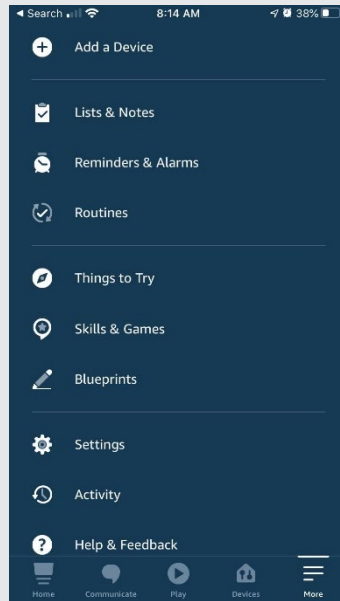 Search 8:14 AM 38%
Add a Device
Lists & Notes
Reminders & Alarms
Routines
Things to Try
Skills & Games
Blueprints
Settings
Activity
? Help & Feedback
Home Communicate Play Devices More